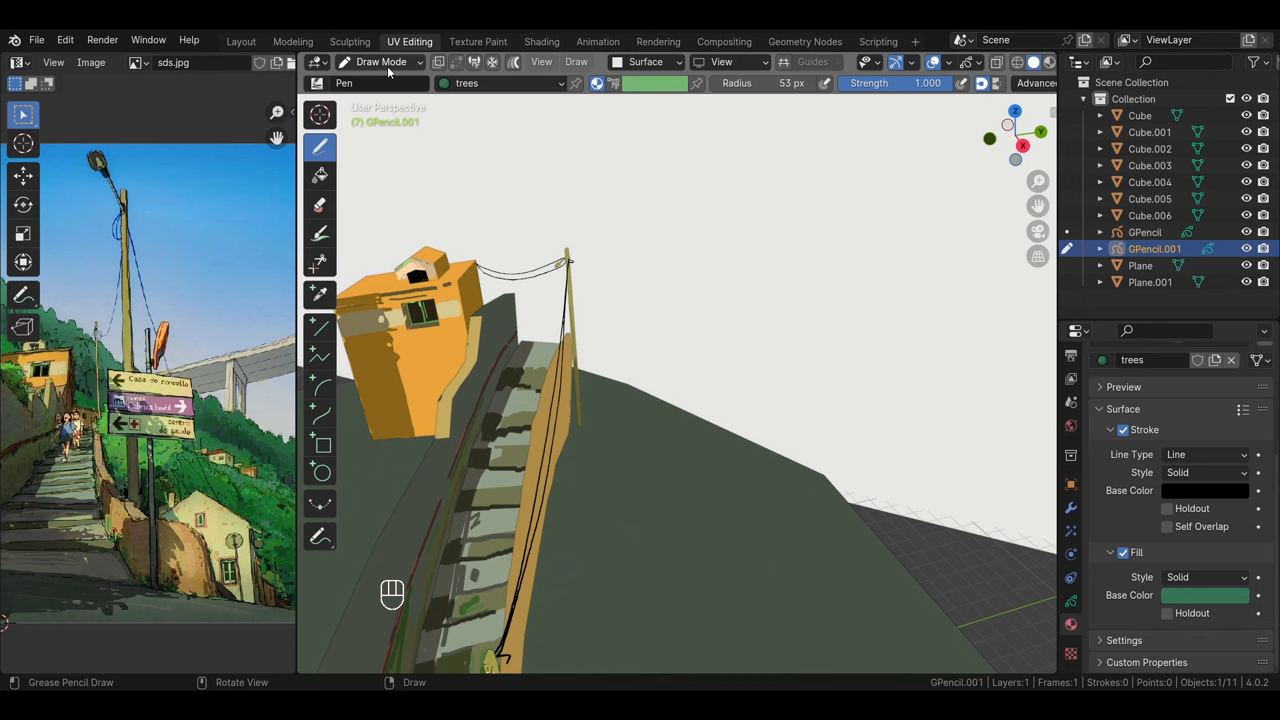 File Edit Render Window Help Layout Modeling Sculpting UV Editing Texture Paint Shading Animation Rendering Compositing Geometry Nodes Scripting Scene ViewLayer
View Image sds.jpg Draw Mode View Draw Surface View Guides
Pen trees Radius 53 px Strength 1.000 Advanc
User Perspective
(7) GPencil.001
X
Y
Z
Scene Collection
Collection
Cube
Cube.001
Cube.002
Cube.003
Cube.004
Cube.005
Cube.006
GPencil
GPencil.001
Plane
Plane.001
trees
Preview
Surface
Stroke
Line Type Line
Style Solid
Base Color
Holdout
Self Overlap
Fill
Style Solid
Base Color
Holdout
Settings
Custom Properties
Casa do concello
Fábrica textil
centro
de saude
Grease Pencil Draw Rotate View Draw GPencil.001 | Layers:1 | Frames:1 | Strokes:0 | Points:0 | Objects:1/11 | 4.0.2